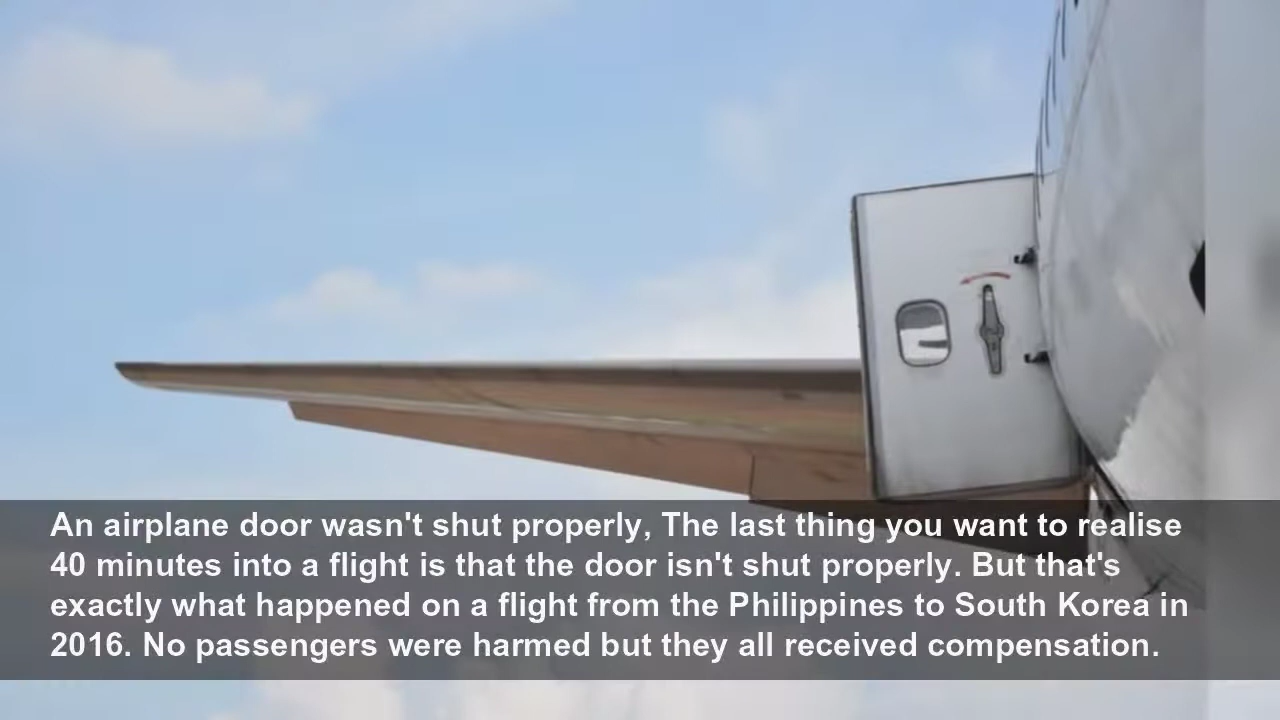 An airplane door wasn't shut properly, The last thing you want to realise
40 minutes into a flight is that the door isn't shut properly. But that's
exactly what happened on a flight from the Philippines to South Korea in
2016. No passengers were harmed but they all received compensation.